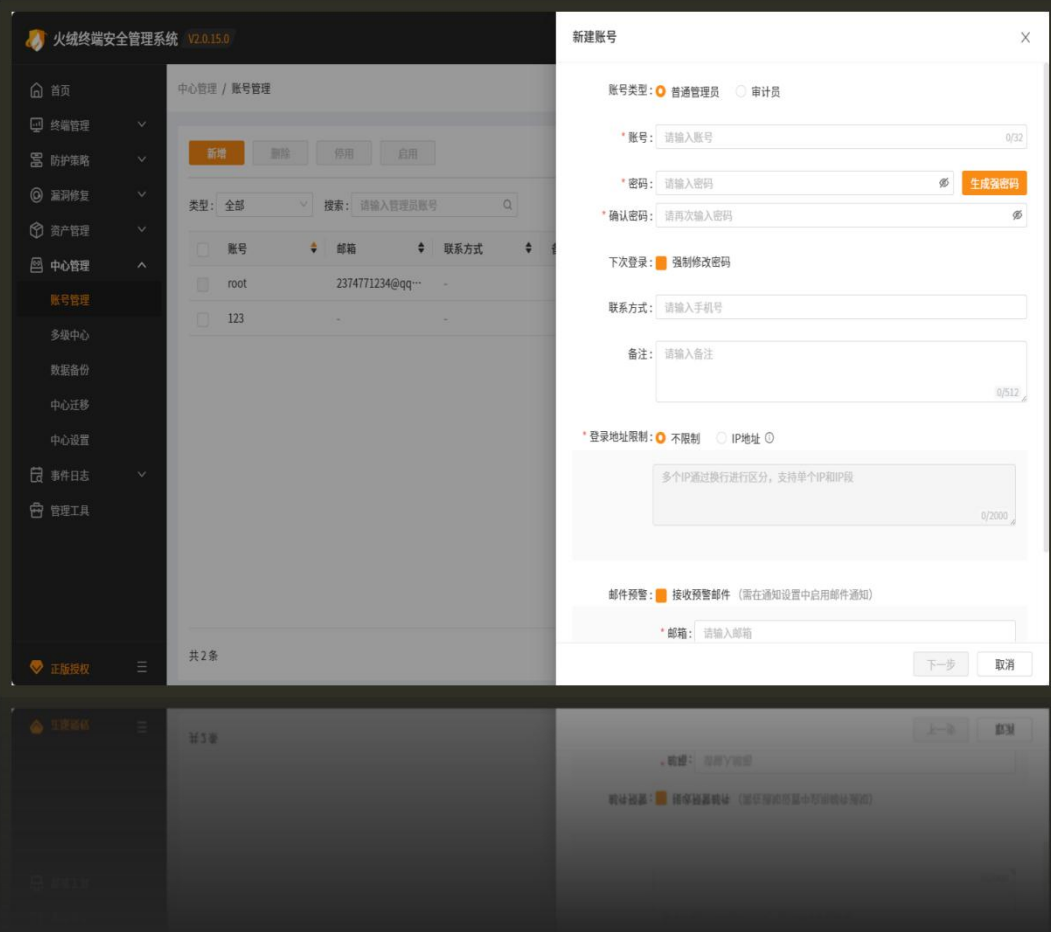 火绒终端安全管理系统 V2.0.15.0
首页
终端管理
防护策略
漏洞修复
资产管理
中心管理
账号管理
多级中心
数据备份
中心迁移
中心设置
事件日志
管理工具
正版授权
中心管理 / 账号管理
新增 删除 停用 启用
类型: 全部 搜索: 请输入管理员账号
账号 邮箱 联系方式
root 2374771234@qq… -
123 - -
共 2 条
新建账号
账号类型: 普通管理员 审计员
* 账号: 请输入账号 0/32
* 密码: 请输入密码 生成强密码
* 确认密码: 请再次输入密码
下次登录: 强制修改密码
联系方式: 请输入手机号
备注: 请输入备注
0/512
* 登录地址限制: 不限制 IP地址
多个IP通过换行进行区分，支持单个IP和IP段
0/2000
邮件预警: 接收预警邮件 (需在通知设置中启用邮件通知)
* 邮箱: 请输入邮箱
下一步 取消